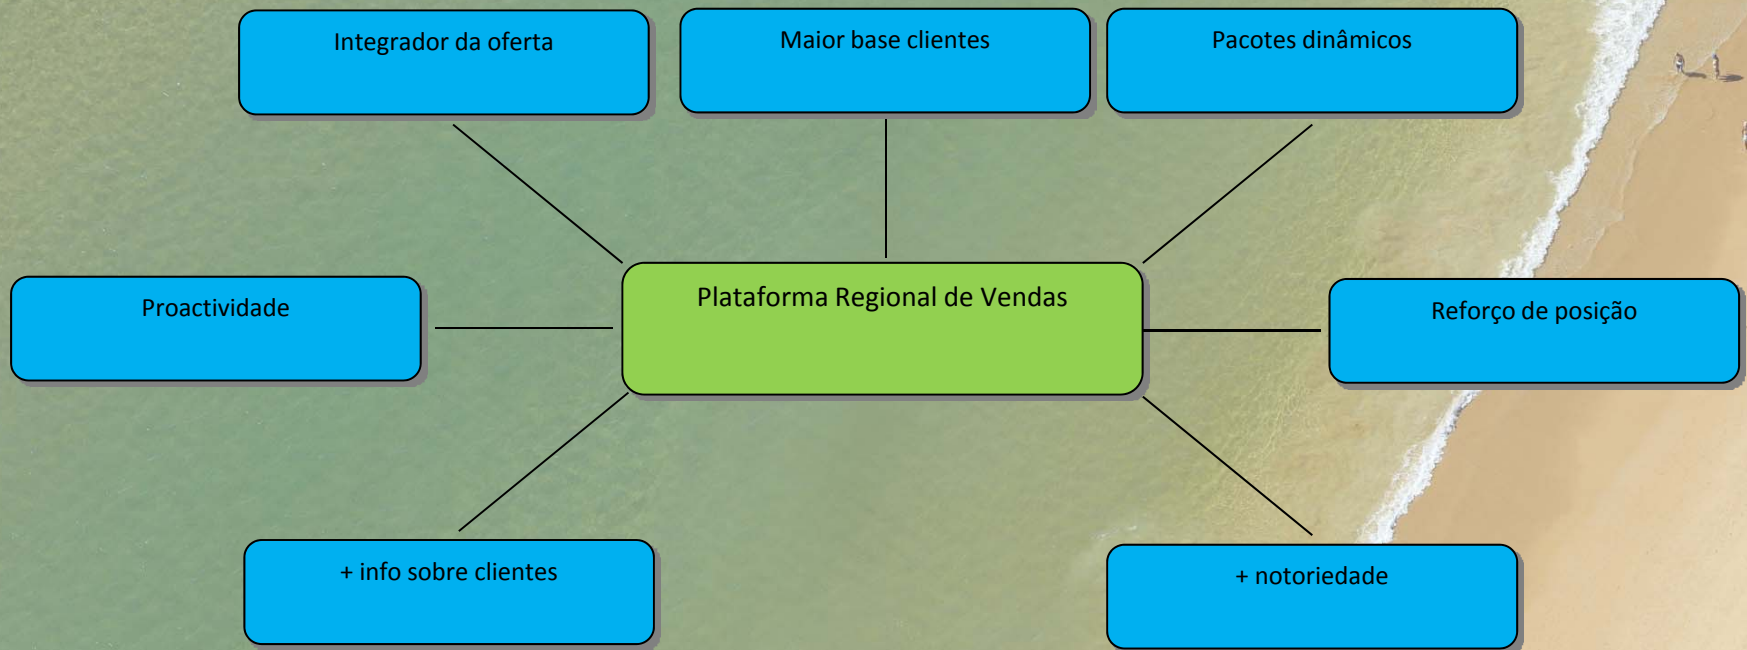 Integrador da oferta
Maior base clientes
Pacotes dinâmicos
Proactividade
Plataforma Regional de Vendas
Reforço de posição
+ info sobre clientes
+ notoriedade